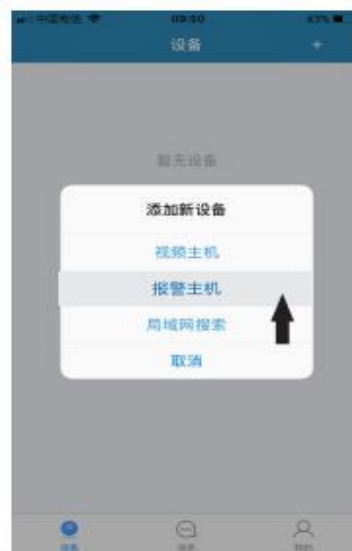 中国电信 09:30 63%
设备 +
暂无设备
添加新设备
视频主机
报警主机
局域网搜索
取消
设备 消息 我的